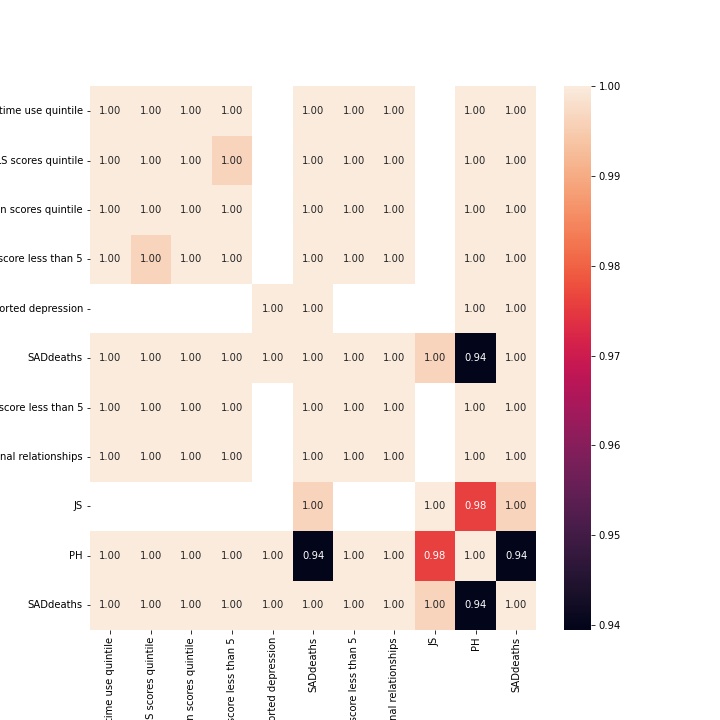 time use quintile 1.00 1.00 1.00 1.00 1.00 1.00 1.00 1.00 1.00
S scores quintile 1.00 1.00 1.00 1.00 1.00 1.00 1.00 1.00 1.00
n scores quintile 1.00 1.00 1.00 1.00 1.00 1.00 1.00 1.00 1.00
score less than 5 1.00 1.00 1.00 1.00 1.00 1.00 1.00 1.00 1.00
orted depression 1.00 1.00 1.00 1.00
SADdeaths 1.00 1.00 1.00 1.00 1.00 1.00 1.00 1.00 1.00 0.94 1.00
score less than 5 1.00 1.00 1.00 1.00 1.00 1.00 1.00 1.00 1.00
nal relationships 1.00 1.00 1.00 1.00 1.00 1.00 1.00 1.00 1.00
JS 1.00 1.00 0.98 1.00
PH 1.00 1.00 1.00 1.00 1.00 0.94 1.00 1.00 0.98 1.00 0.94
SADdeaths 1.00 1.00 1.00 1.00 1.00 1.00 1.00 1.00 1.00 0.94 1.00
time use quintile
S scores quintile
n scores quintile
score less than 5
orted depression
SADdeaths
score less than 5
nal relationships
JS
PH
SADdeaths
1.00
0.99
0.98
0.97
0.96
0.95
0.94